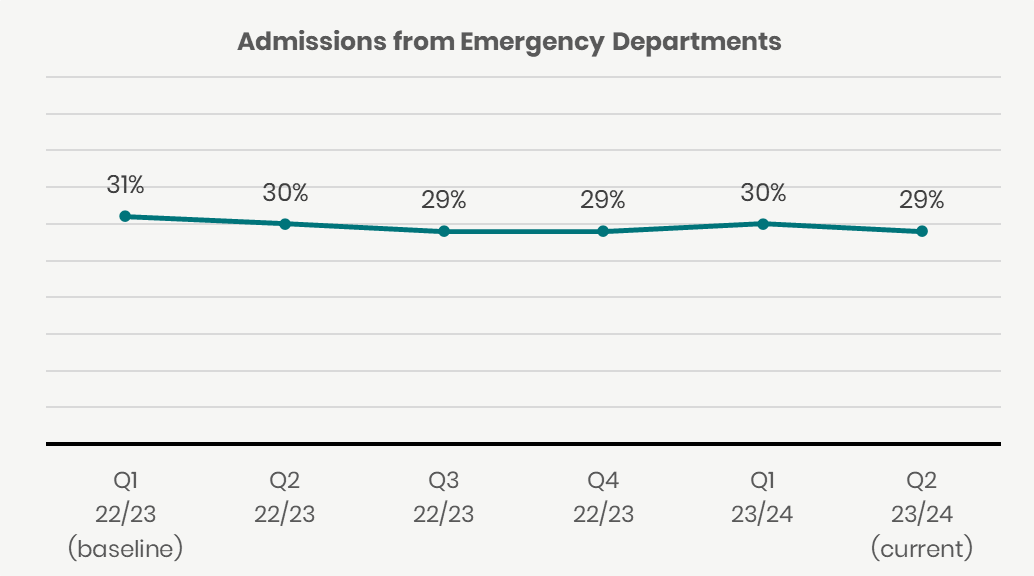 Admissions from Emergency Departments
31%
30%
29%
29%
30%
29%
Q1
22/23
(baseline)
Q2
22/23
Q3
22/23
Q4
22/23
Q1
23/24
Q2
23/24
(current)